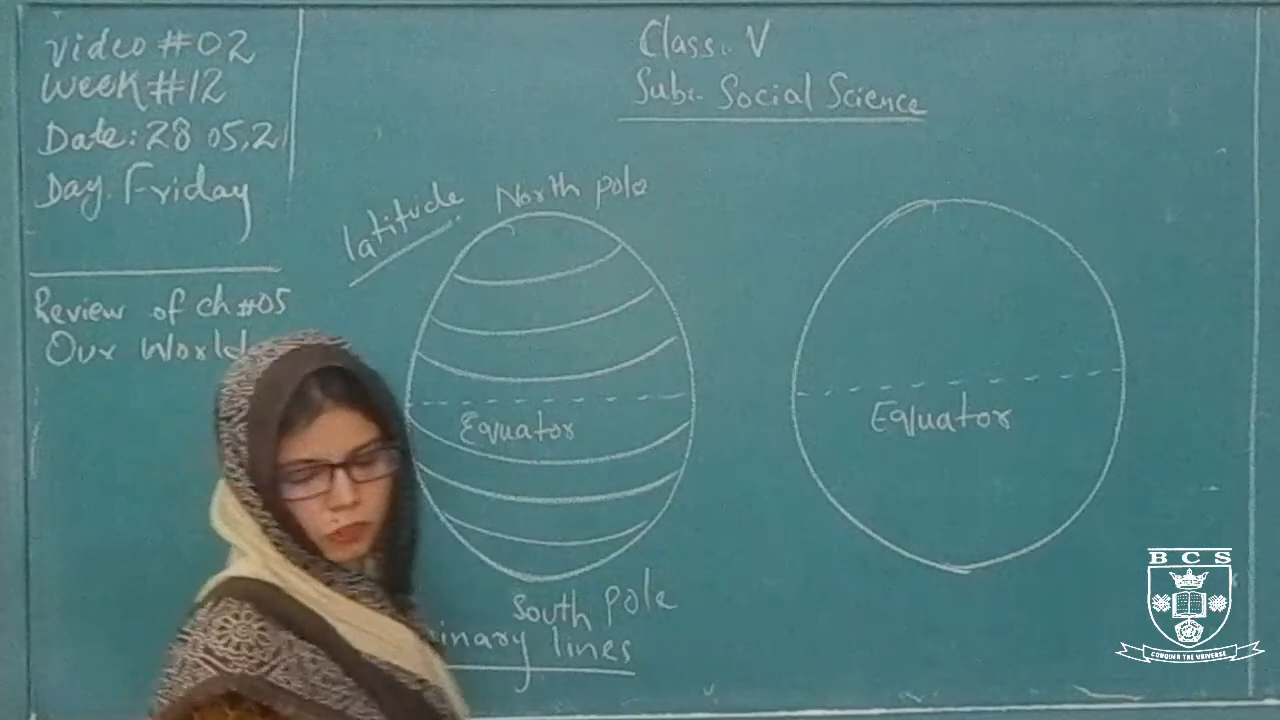 Video #02
Week #12
Date: 28 05,21
Day. Friday
Review of ch #05
Our World
Class:- V
Sub:- Social Science
latitude
North pole
Equator
South pole
inary lines
Equator
BCS
CONQUER THE UNIVERSE